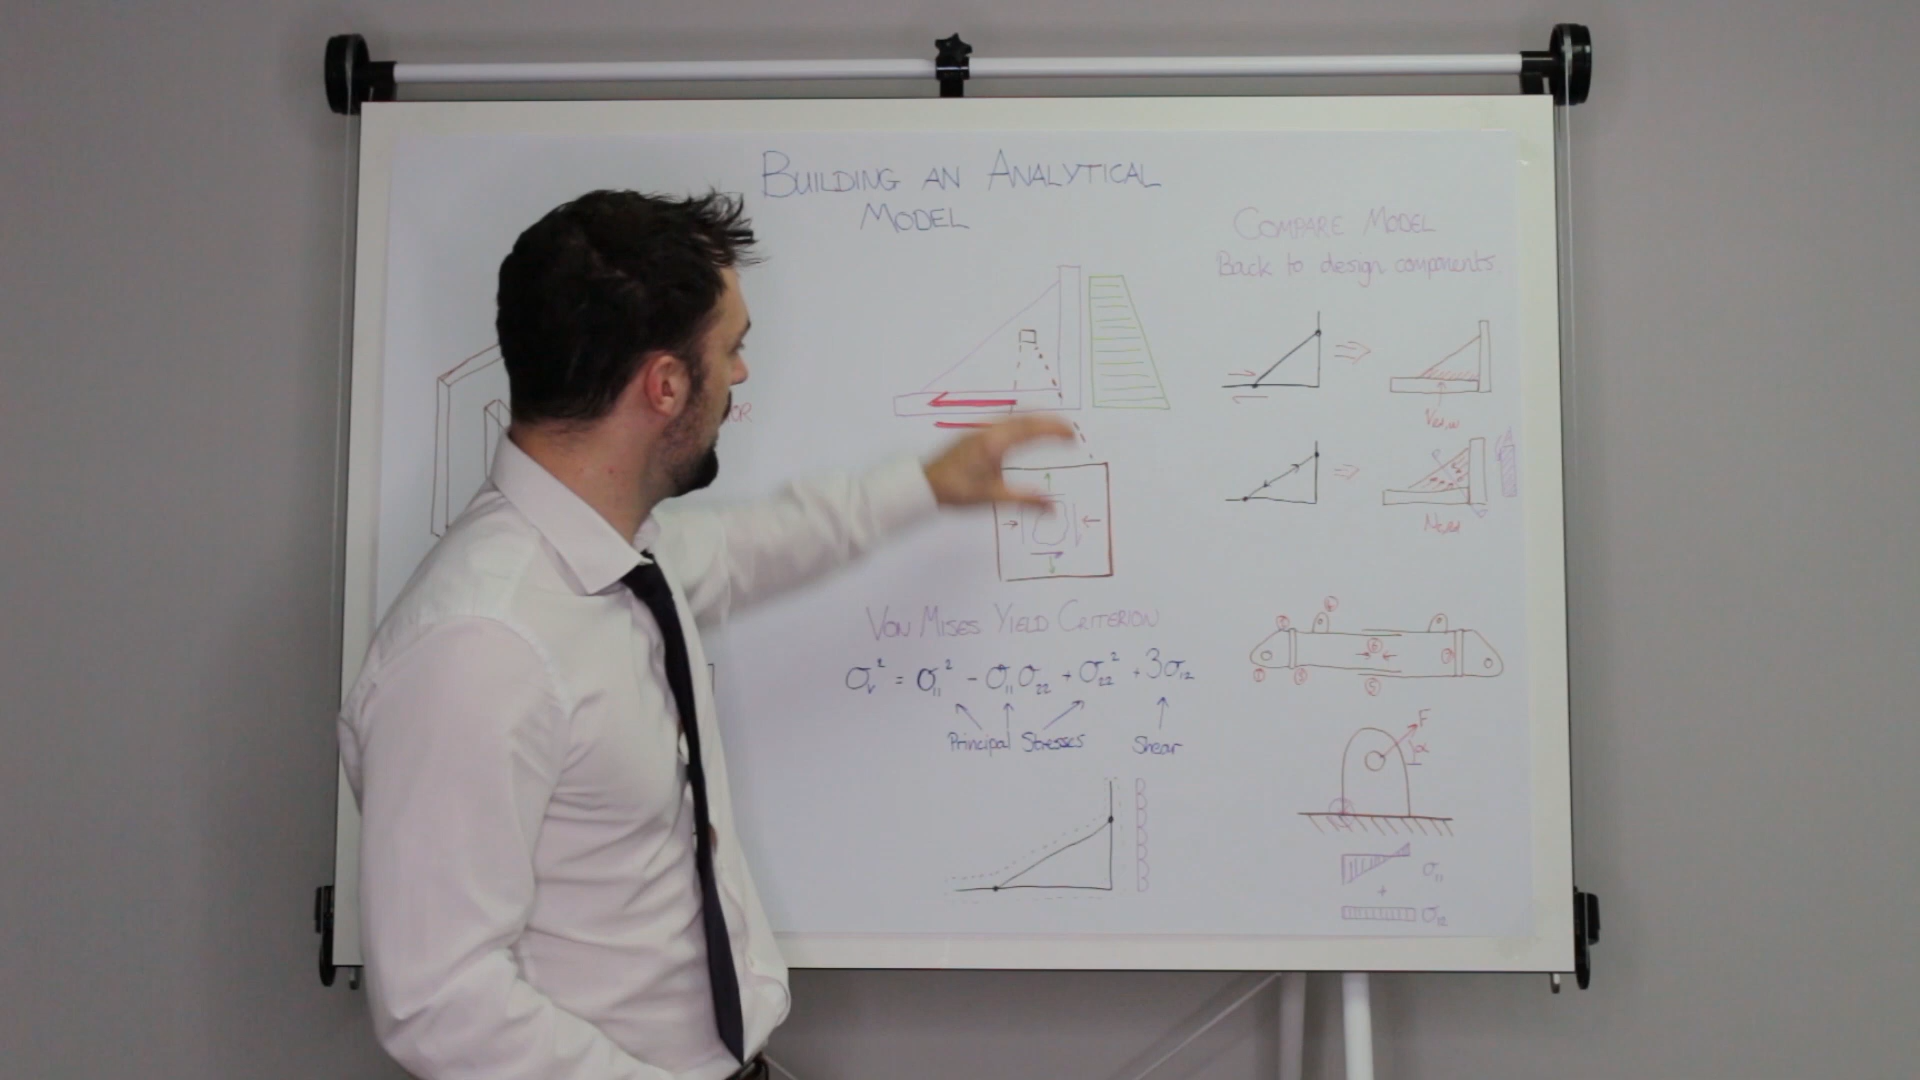 BUILDING AN ANALYTICAL
MODEL
COMPARE MODEL
Back to design components
VON MISES YIELD CRITERION
σᵥ² = σ₁₁² - σ₁₁σ₂₂ + σ₂₂² + 3σ₁₂
Principal Stresses
Shear
F
α
σ₁₁
+
σ₁₂